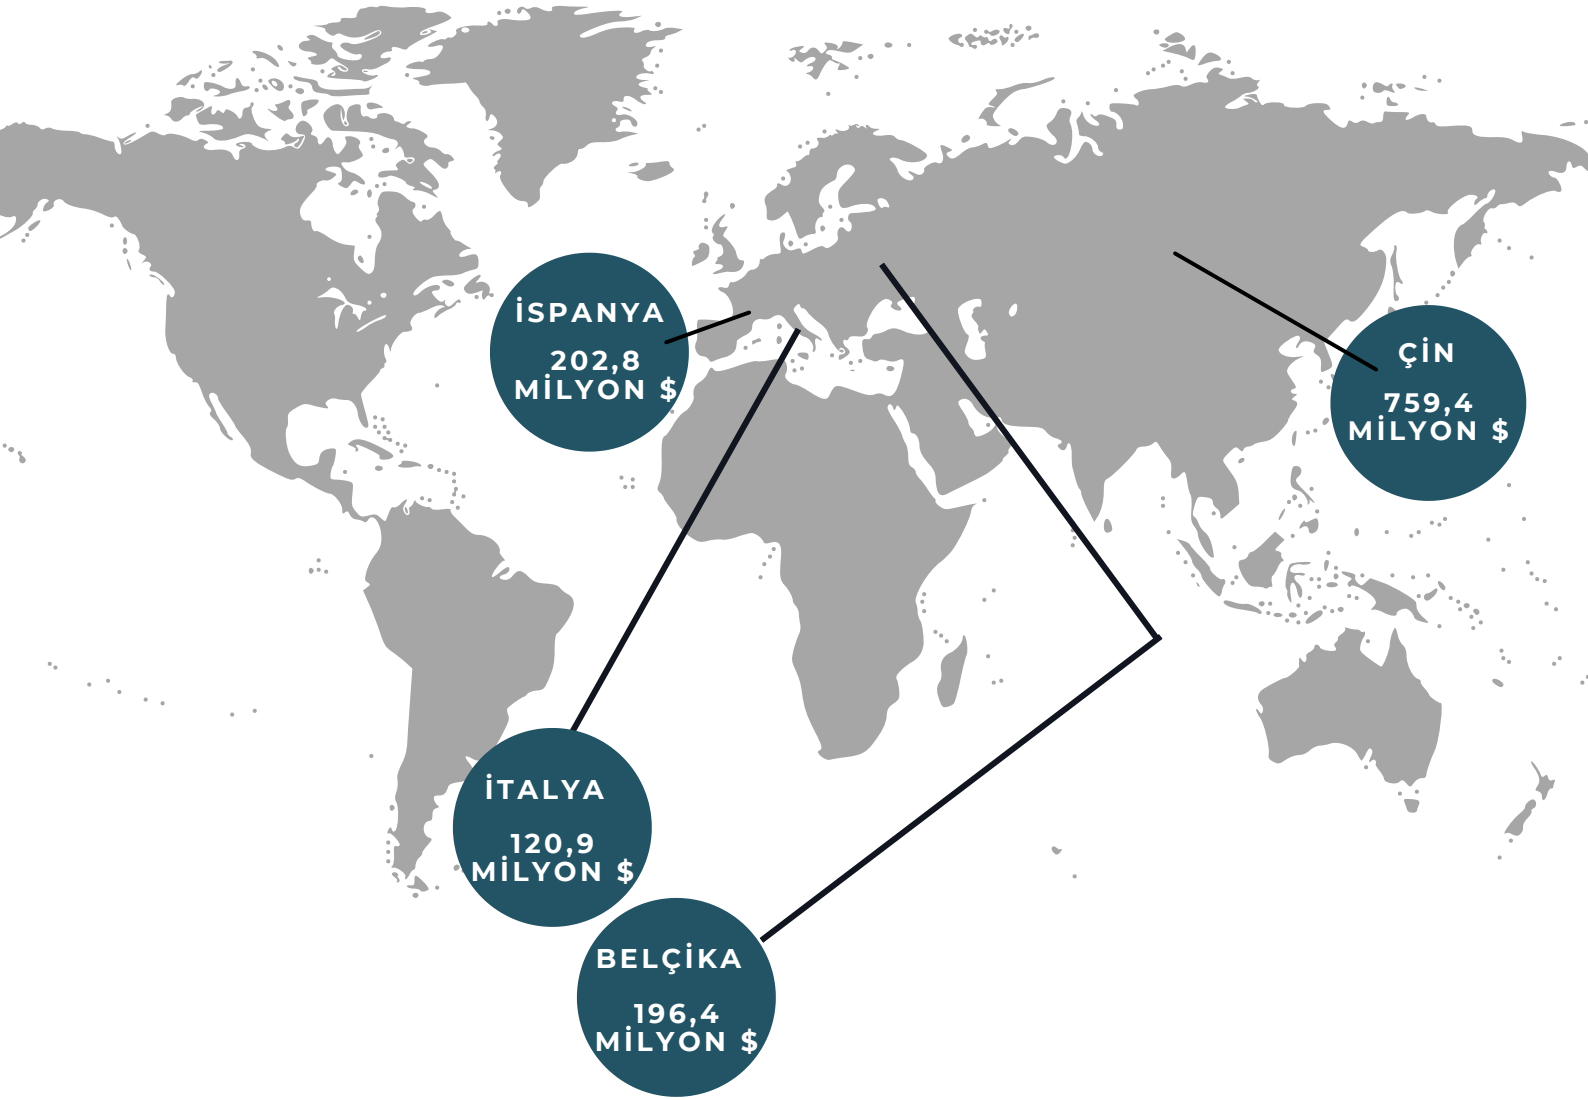 İSPANYA
202,8
MİLYON $
ÇİN
759,4
MİLYON $
İTALYA
120,9
MİLYON $
BELÇİKA
196,4
MİLYON $